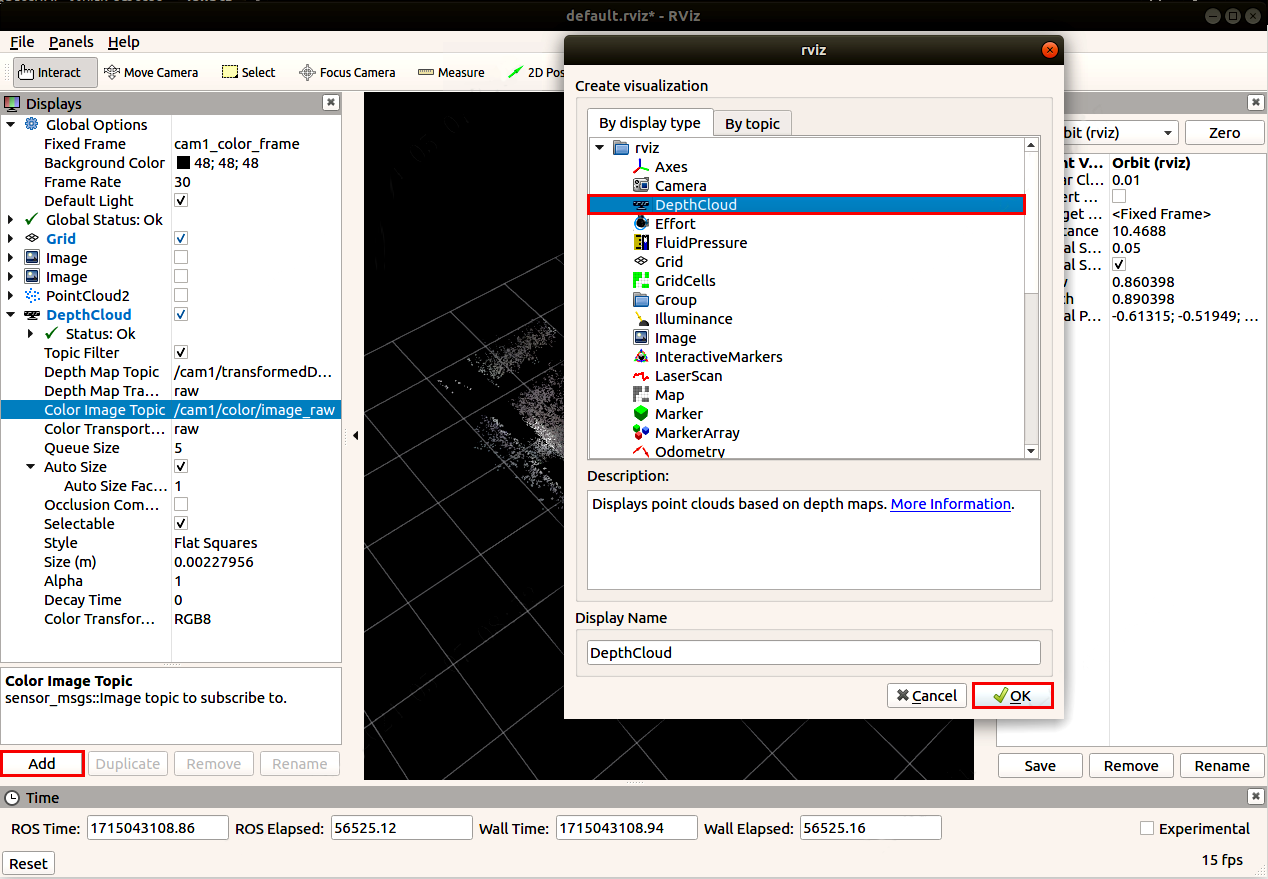 default.rviz* - RViz
File Panels Help
Interact Move Camera Select Focus Camera Measure 2D Pos
Displays
Global Options
Fixed Frame cam1_color_frame
Background Color 48; 48; 48
Frame Rate 30
Default Light
Global Status: Ok
Grid
Image
Image
PointCloud2
DepthCloud
Status: Ok
Topic Filter
Depth Map Topic /cam1/transformedD...
Depth Map Tra... raw
Color Image Topic /cam1/color/image_raw
Color Transport... raw
Queue Size 5
Auto Size
Auto Size Fac... 1
Occlusion Com...
Selectable
Style Flat Squares
Size (m) 0.00227956
Alpha 1
Decay Time 0
Color Transfor... RGB8
Color Image Topic
sensor_msgs::Image topic to subscribe to.
Add Duplicate Remove Rename
rviz
Create visualization
By display type By topic
rviz
Axes
Camera
DepthCloud
Effort
FluidPressure
Grid
GridCells
Group
Illuminance
Image
InteractiveMarkers
LaserScan
Map
Marker
MarkerArray
Odometry
Description:
Displays point clouds based on depth maps. More Information.
Display Name
DepthCloud
Cancel OK
bit (rviz) Zero
nt V... Orbit (rviz)
ar Cl... 0.01
ert ...
get ... <Fixed Frame>
tance 10.4688
al S... 0.05
al S...
w 0.860398
ch 0.890398
al P... -0.61315; -0.51949; ...
Save Remove Rename
Time
ROS Time: 1715043108.86 ROS Elapsed: 56525.12 Wall Time: 1715043108.94 Wall Elapsed: 56525.16 Experimental
Reset 15 fps